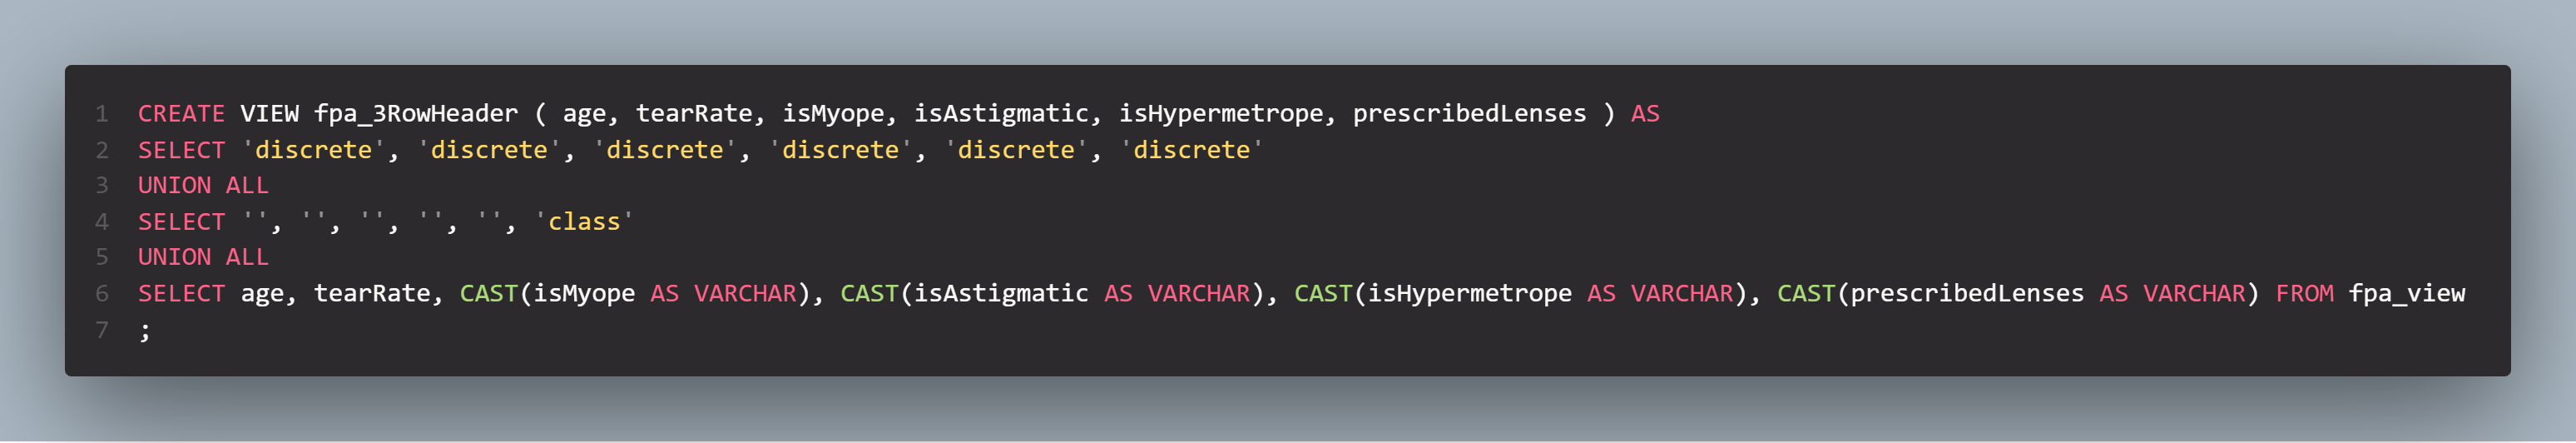 1 CREATE VIEW fpa_3RowHeader ( age, tearRate, isMyope, isAstigmatic, isHypermetrope, prescribedLenses ) AS
2 SELECT 'discrete', 'discrete', 'discrete', 'discrete', 'discrete', 'discrete'
3 UNION ALL
4 SELECT '', '', '', '', '', 'class'
5 UNION ALL
6 SELECT age, tearRate, CAST(isMyope AS VARCHAR), CAST(isAstigmatic AS VARCHAR), CAST(isHypermetrope AS VARCHAR), CAST(prescribedLenses AS VARCHAR) FROM fpa_view
7 ;